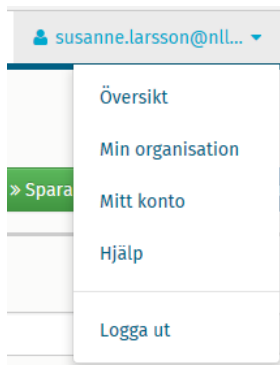 susanne.larsson@nll...
Översikt
Min organisation
» Spara
Mitt konto
Hjälp
Logga ut